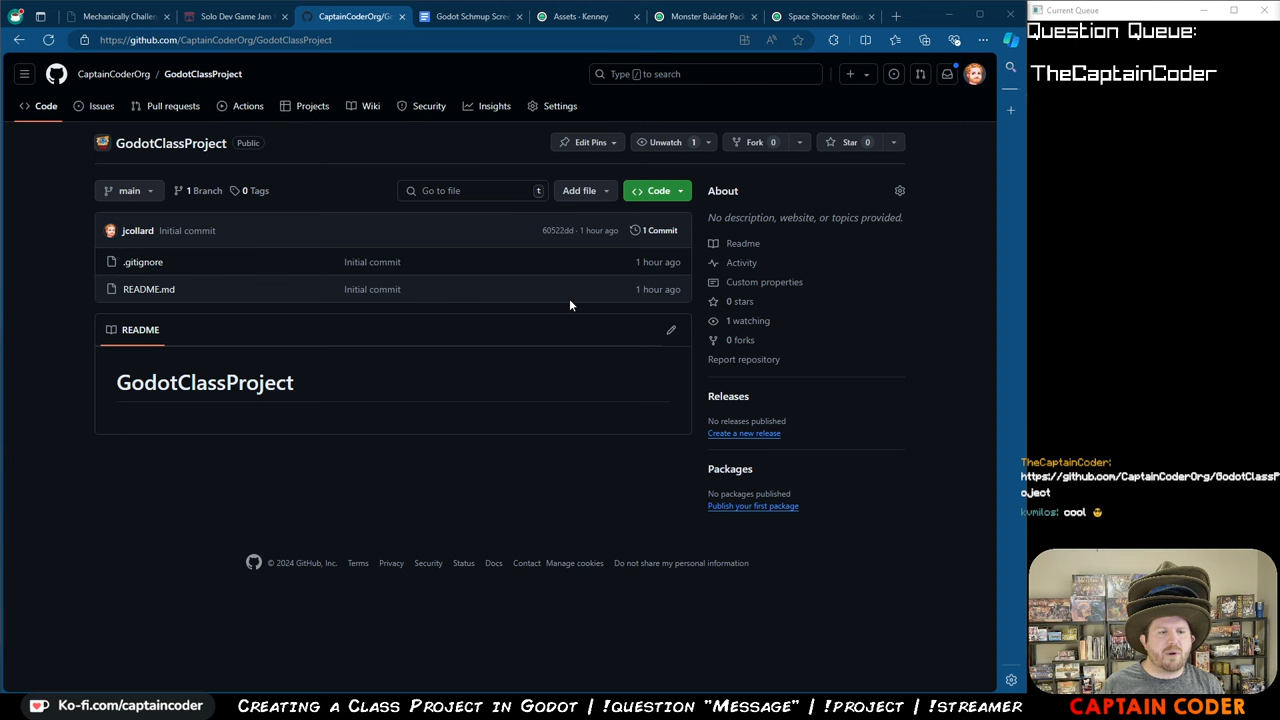 Mechanically Challen
Solo Dev Game Jam
CaptainCoderOrg/Go
Godot Schmup Scree
Assets · Kenney
Monster Builder Pack
Space Shooter Redux
Current Queue
https://github.com/CaptainCoderOrg/GodotClassProject
Question Queue:
TheCaptainCoder
CaptainCoderOrg / GodotClassProject
Type / to search
Code
Issues
Pull requests
Actions
Projects
Wiki
Security
Insights
Settings
GodotClassProject Public
Edit Pins
Unwatch 1
Fork 0
Star 0
main
1 Branch
0 Tags
Go to file t
Add file
Code
About
jcollard Initial commit
60522dd · 1 hour ago
1 Commit
No description, website, or topics provided.
.gitignore Initial commit 1 hour ago
README.md Initial commit 1 hour ago
Readme
Activity
Custom properties
0 stars
1 watching
0 forks
Report repository
README
GodotClassProject
Releases
No releases published
Create a new release
Packages
No packages published
Publish your first package
TheCaptainCoder:
https://github.com/CaptainCoderOrg/GodotClassP
oject
kvmilos: cool
© 2024 GitHub, Inc. Terms Privacy Security Status Docs Contact Manage cookies Do not share my personal information
Creating a Class Project in Godot | !question "Message" | !project | !streamer
CAPTAIN CODER